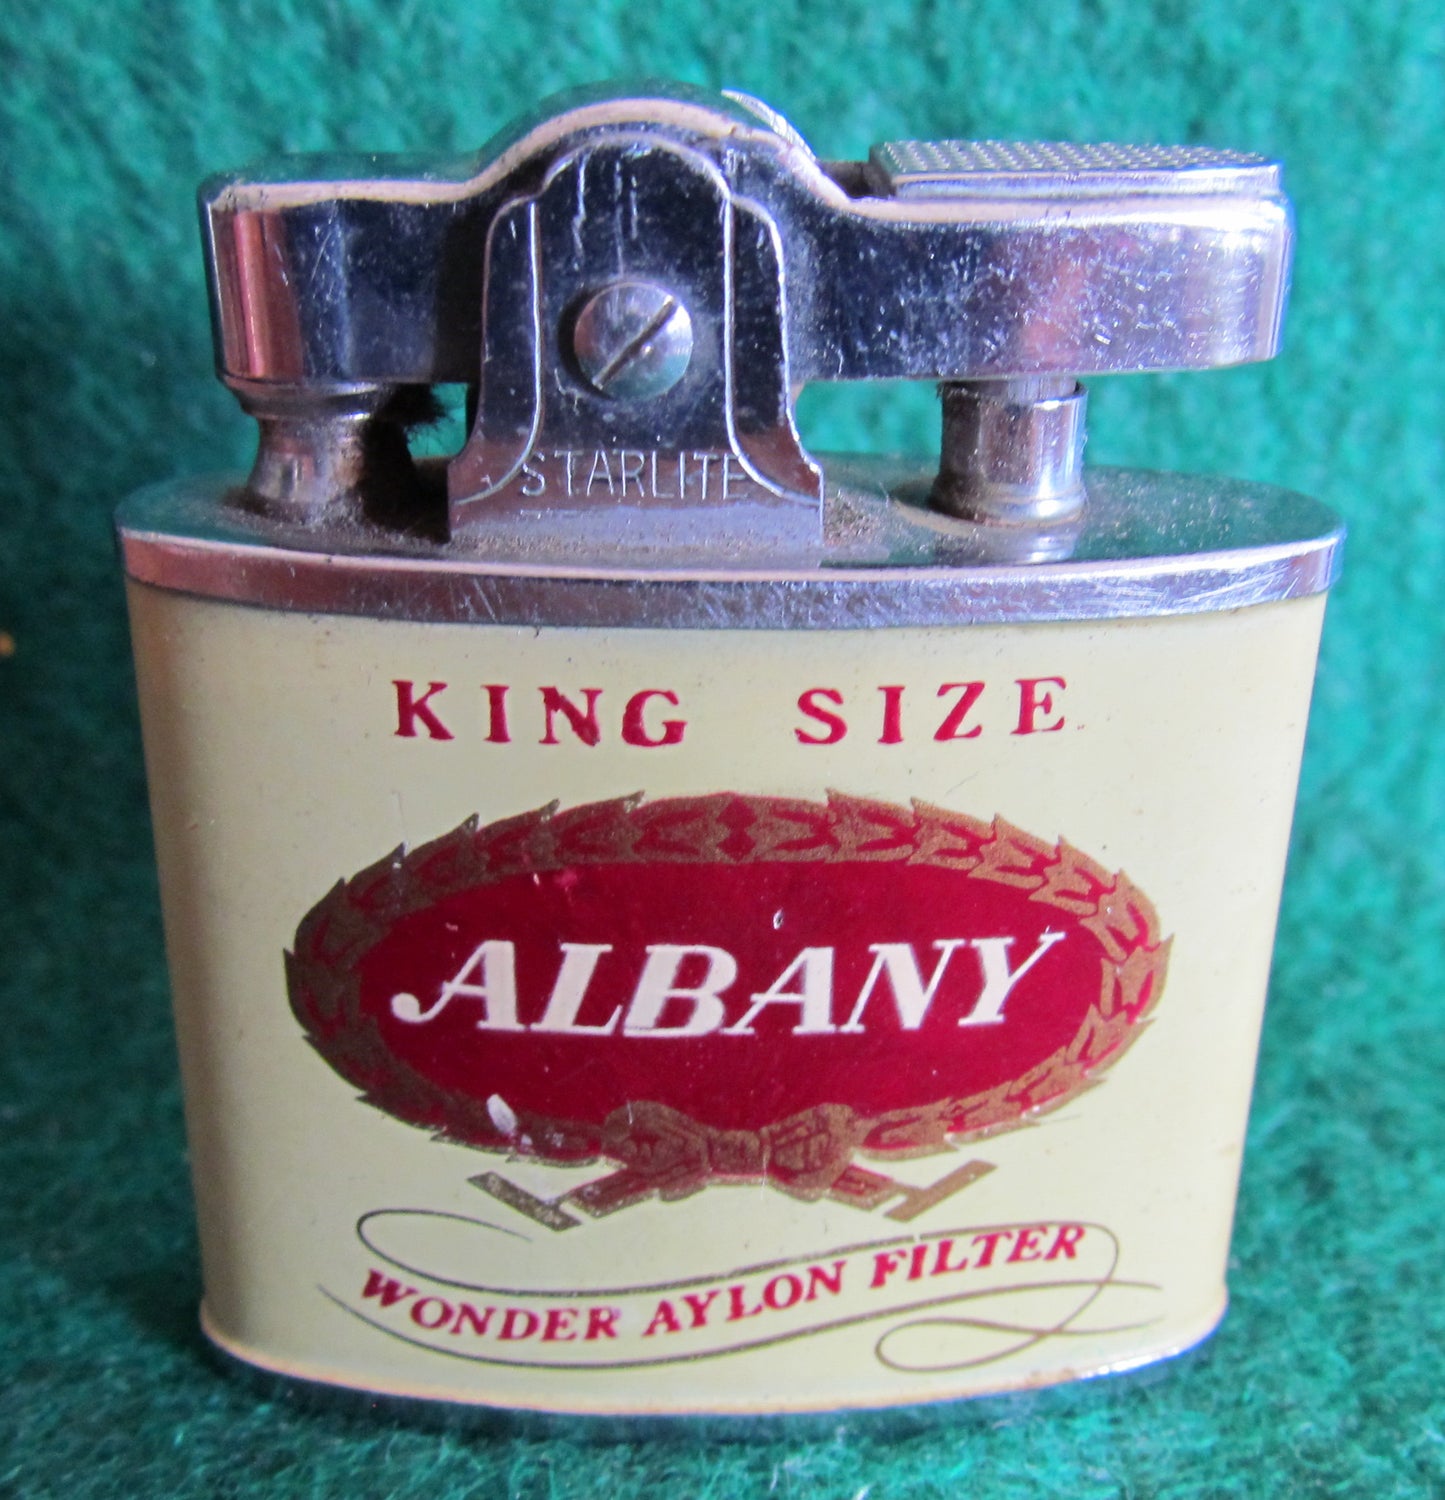 STARLITE
KING SIZE
ALBANY
WONDER AYLON FILTER